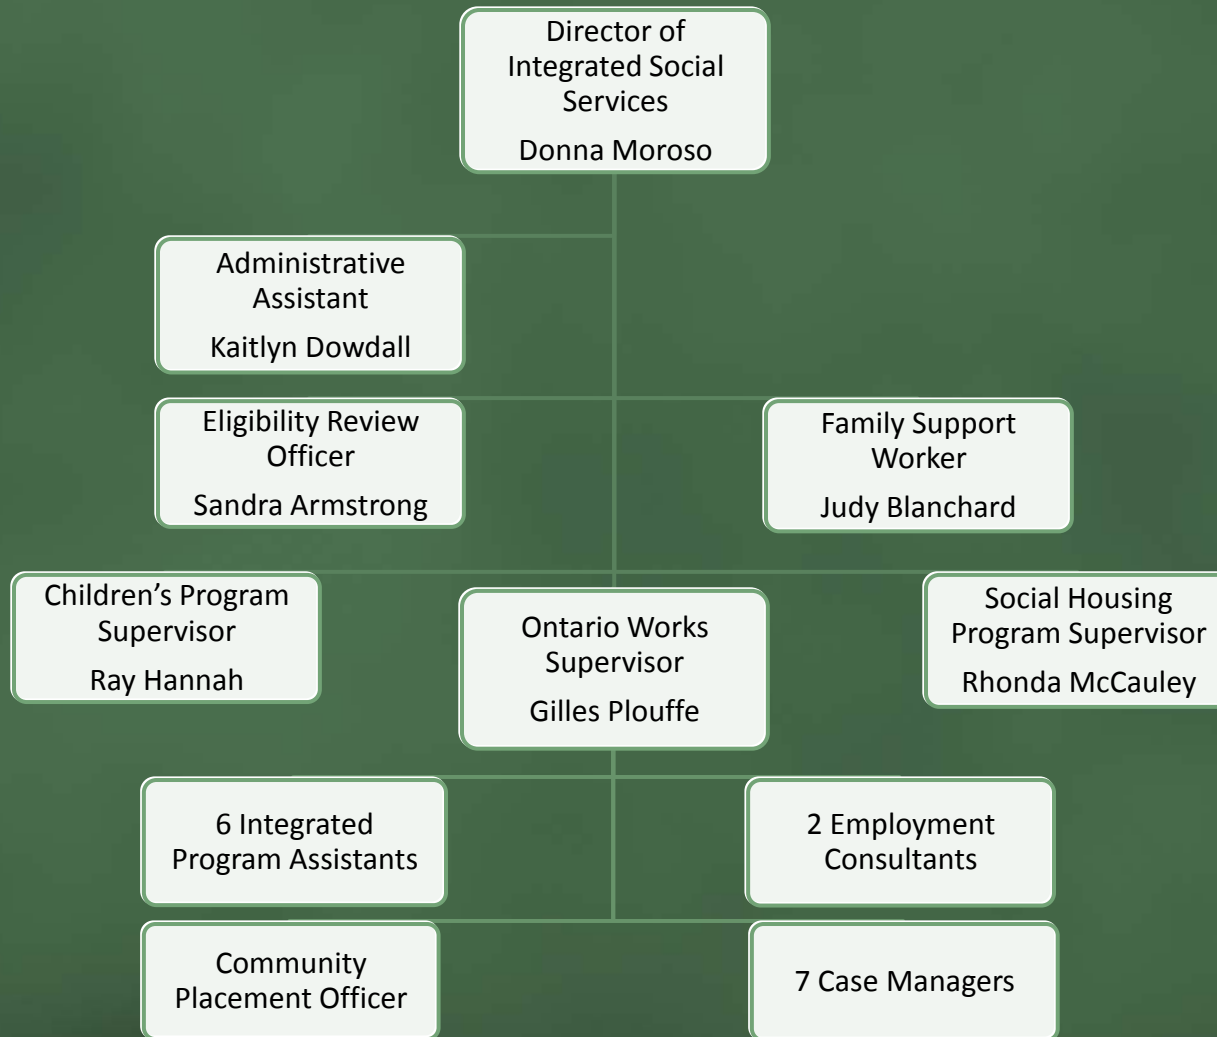 Director of
Integrated Social
Services
Donna Moroso
Administrative
Assistant
Kaitlyn Dowdall
Eligibility Review
Officer
Sandra Armstrong
Family Support
Worker
Judy Blanchard
Children’s Program
Supervisor
Ray Hannah
Ontario Works
Supervisor
Gilles Plouffe
Social Housing
Program Supervisor
Rhonda McCauley
6 Integrated
Program Assistants
2 Employment
Consultants
Community
Placement Officer
7 Case Managers